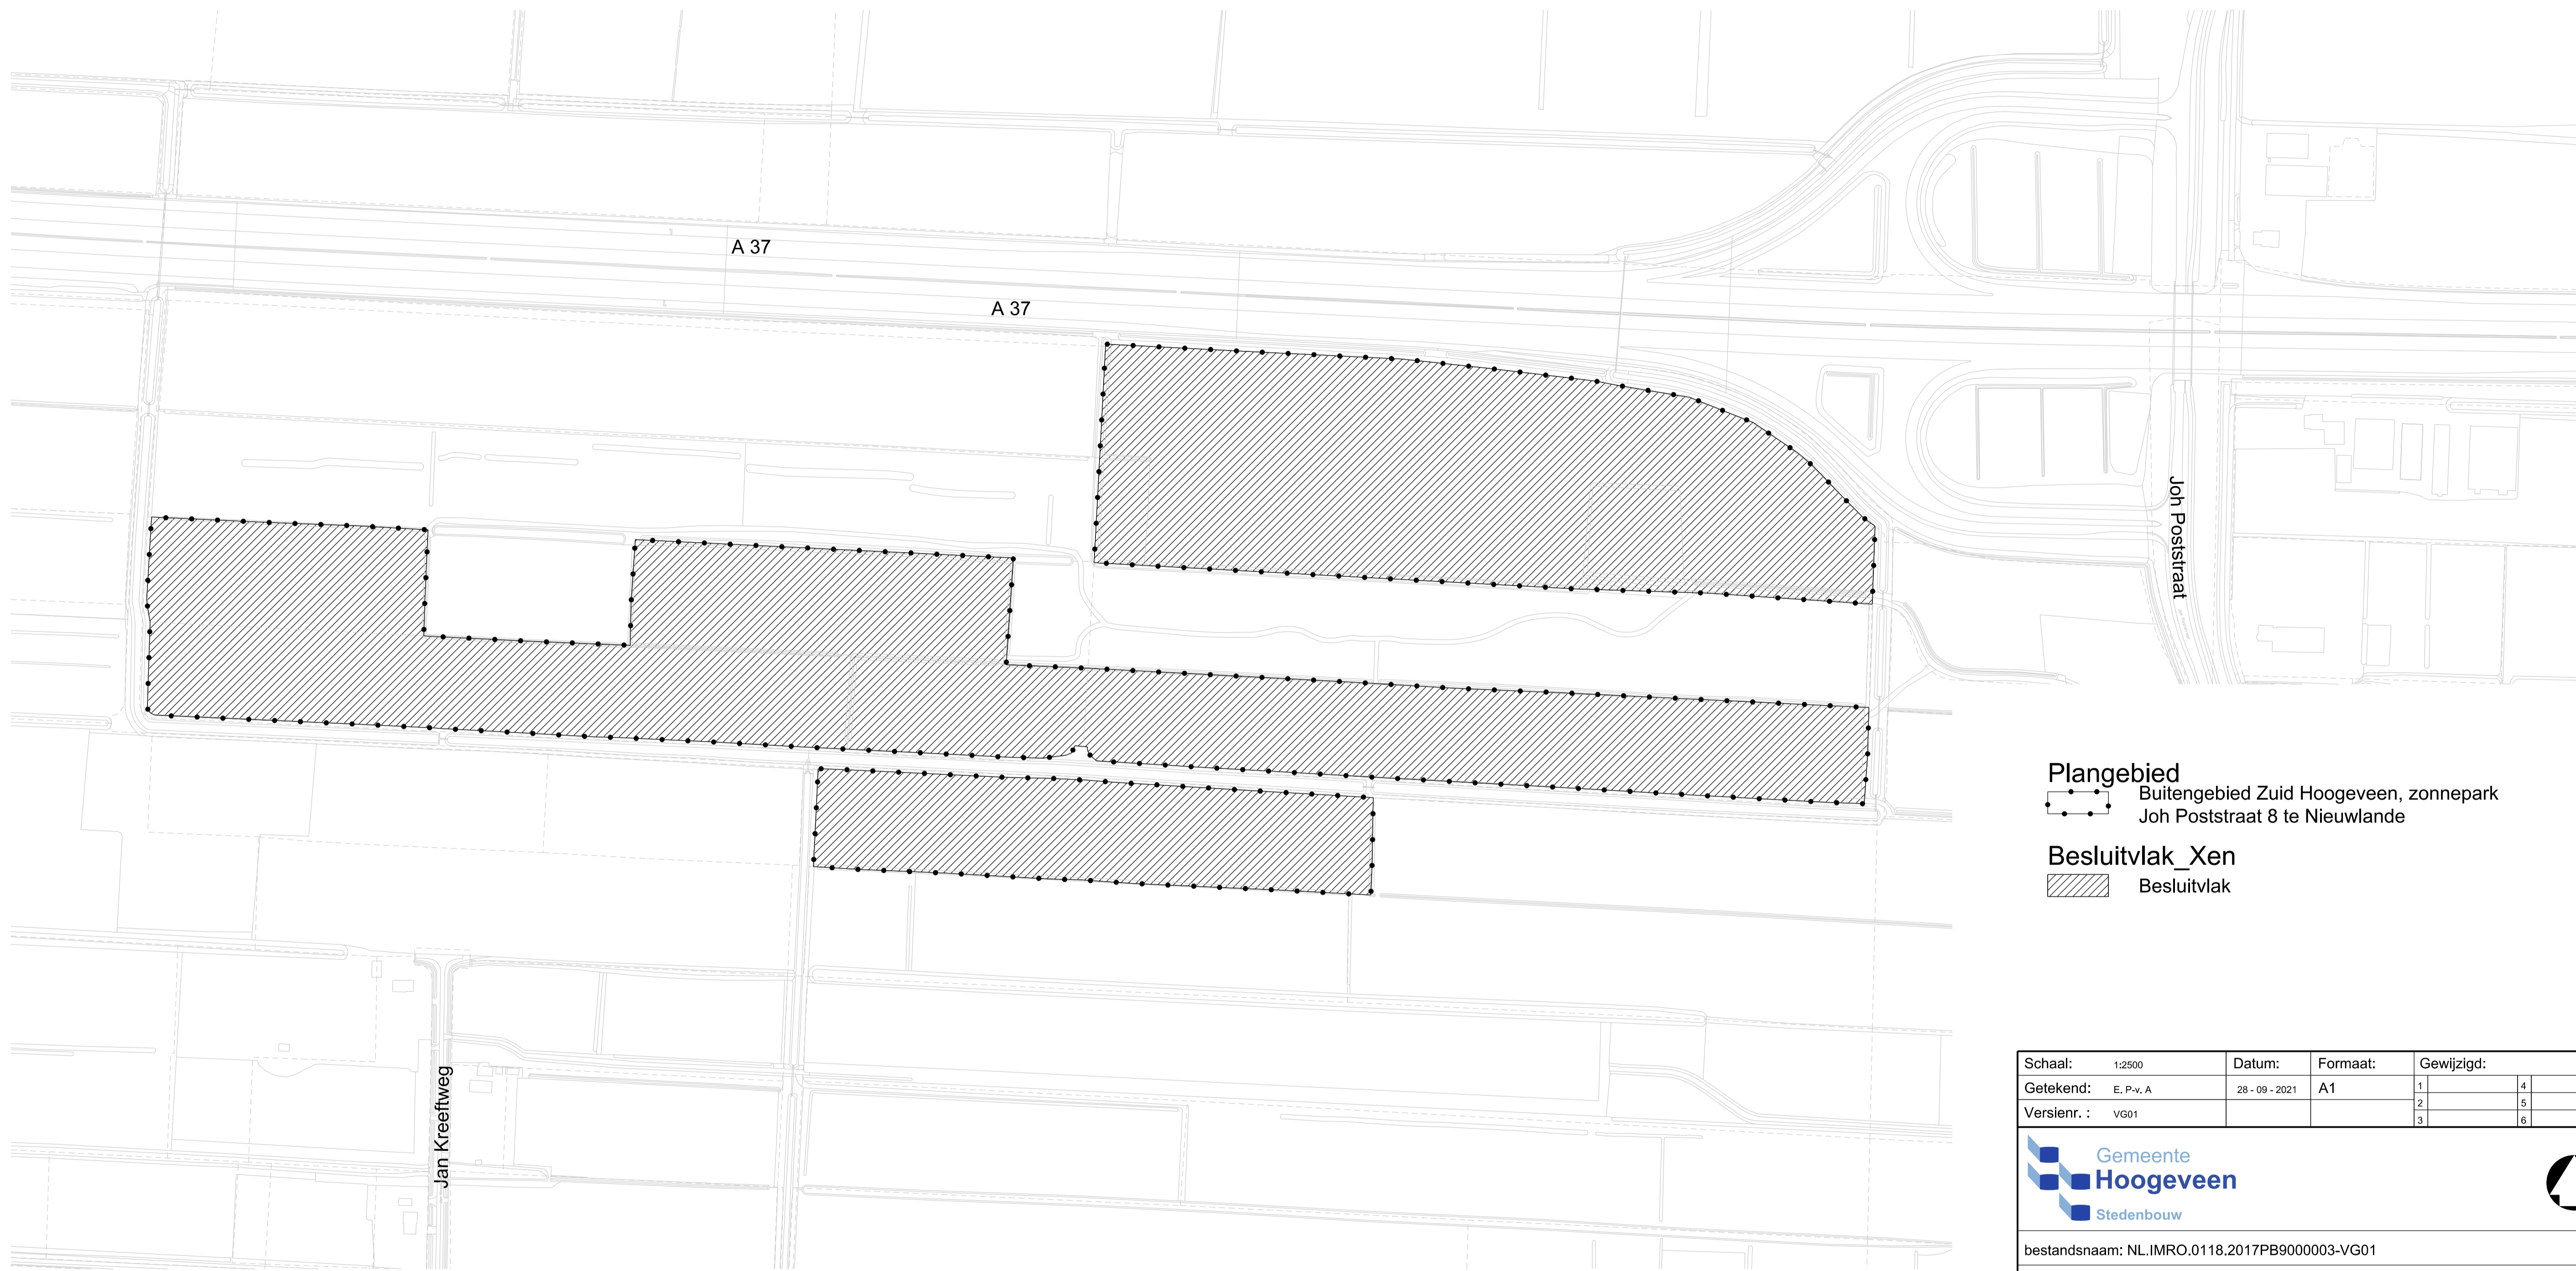 A 37
A 37
Joh Poststraat
Jan Kreeftweg
Plangebied
Buitengebied Zuid Hoogeveen, zonnepark
Joh Poststraat 8 te Nieuwlande
Besluitvlak_Xen
Besluitvlak
Schaal: 1:2500 Datum: Formaat: Gewijzigd:
Getekend: E. P-v. A 28 - 09 - 2021 A1 1 4
2 5
Versienr. : VG01 3 6
Gemeente
Hoogeveen
Stedenbouw
bestandsnaam: NL.IMRO.0118.2017PB9000003-VG01